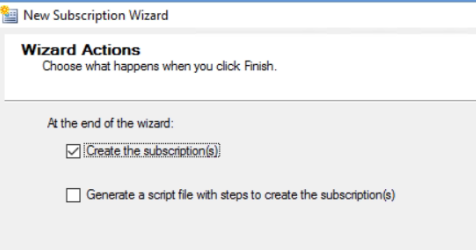 New Subscription Wizard
Wizard Actions
Choose what happens when you click Finish.
At the end of the wizard:
Create the subscription(s)
Generate a script file with steps to create the subscription(s)